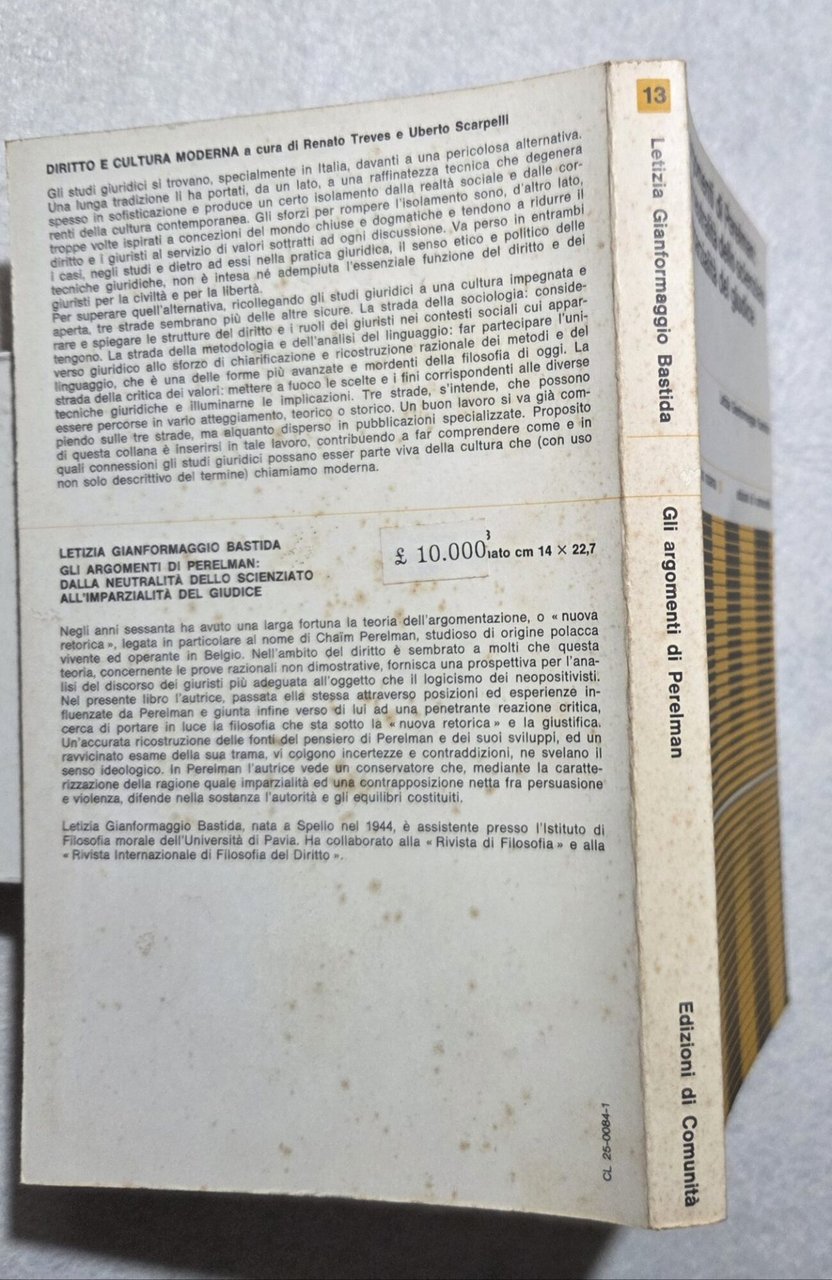 DIRITTO E CULTURA MODERNA a cura di Renato Treves e Uberto Scarpelli
Gli studi giuridici si trovano, specialmente in Italia, davanti a una pericolosa alternativa.
Una lunga tradizione li ha portati, da un lato, a una raffinatezza tecnica che degenera
spesso in sofisticazione e produce un certo isolamento dalla realtà sociale e dalle cor-
renti della cultura contemporanea. Gli sforzi per rompere l'isolamento sono, d'altro lato,
troppe volte ispirati a concezioni del mondo chiuse e dogmatiche e tendono a ridurre il
diritto e i giuristi al servizio di valori sottratti ad ogni discussione. Va perso in entrambi
i casi, negli studi e dietro ad essi nella pratica giuridica, il senso etico e politico delle
tecniche giuridiche, non è intesa né adempiuta l'essenziale funzione del diritto e dei
giuristi per la civiltà e per la libertà.
Per superare quell'alternativa, ricollegando gli studi giuridici a una cultura impegnata e
aperta, tre strade sembrano più delle altre sicure. La strada della sociologia: conside-
rare e spiegare le strutture del diritto e i ruoli dei giuristi nei contesti sociali cui appar-
tengono. La strada della metodologia e dell'analisi del linguaggio: far partecipare l'uni-
verso giuridico allo sforzo di chiarificazione e ricostruzione razionale dei metodi e del
linguaggio, che è una delle forme più avanzate e mordenti della filosofia di oggi. La
strada della critica dei valori: mettere a fuoco le scelte e i fini corrispondenti alle diverse
tecniche giuridiche e illuminarne le implicazioni. Tre strade, s'intende, che possono
essere percorse in vario atteggiamento, teorico o storico. Un buon lavoro si va già com-
piendo sulle tre strade, ma alquanto disperso in pubblicazioni specializzate. Proposito
di questa collana è inserirsi in tale lavoro, contribuendo a far comprendere come e in
quali connessioni gli studi giuridici possano esser parte viva della cultura che (con uso
non solo descrittivo del termine) chiamiamo moderna.
LETIZIA GIANFORMAGGIO BASTIDA
GLI ARGOMENTI DI PERELMAN:
DALLA NEUTRALITÀ DELLO SCIENZIATO
ALL'IMPARZIALITÀ DEL GIUDICE
£ 10.000
iato cm 14 × 22,7
Negli anni sessanta ha avuto una larga fortuna la teoria dell'argomentazione, o « nuova
retorica », legata in particolare al nome di Chaïm Perelman, studioso di origine polacca
vivente ed operante in Belgio. Nell'ambito del diritto è sembrato a molti che questa
teoria, concernente le prove razionali non dimostrative, fornisca una prospettiva per l'ana-
lisi del discorso dei giuristi più adeguata all'oggetto che il logicismo dei neopositivisti.
Nel presente libro l'autrice, passata ella stessa attraverso posizioni ed esperienze in-
fluenzate da Perelman e giunta infine verso di lui ad una penetrante reazione critica,
cerca di portare in luce la filosofia che sta sotto la « nuova retorica » e la giustifica.
Un'accurata ricostruzione delle fonti del pensiero di Perelman e dei suoi sviluppi, ed un
ravvicinato esame della sua trama, vi colgono incertezze e contraddizioni, ne svelano il
senso ideologico. In Perelman l'autrice vede un conservatore che, mediante la caratte-
rizzazione della ragione quale imparzialità ed una contrapposizione netta fra persuasione
e violenza, difende nella sostanza l'autorità e gli equilibri costituiti.
Letizia Gianformaggio Bastida, nata a Spello nel 1944, è assistente presso l'Istituto di
Filosofia morale dell'Università di Pavia. Ha collaborato alla « Rivista di Filosofia » e alla
« Rivista Internazionale di Filosofia del Diritto ».
CL 25-0084-1
13
Letizia Gianformaggio Bastida
Gli argomenti di Perelman
Edizioni di Comunità